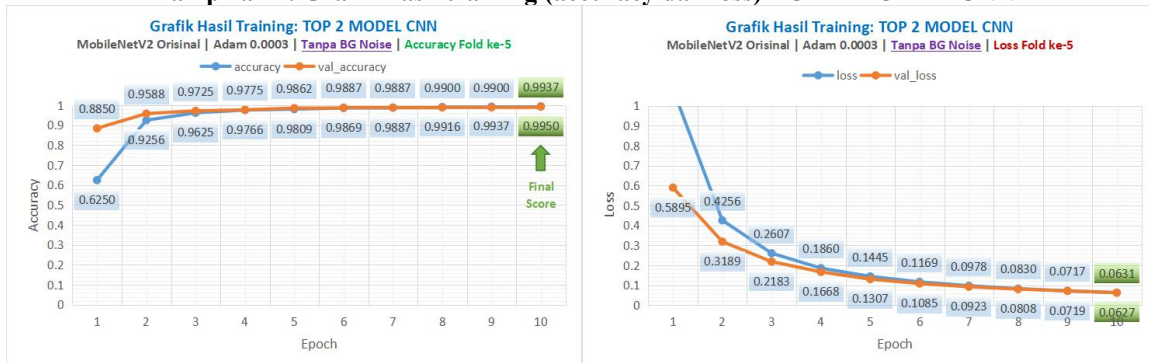 Grafik Hasil Training: TOP 2 MODEL CNN
MobileNetV2 Orisinal | Adam 0.0003 | Tanpa BG Noise | Accuracy Fold ke-5
accuracy val_accuracy
0.8850 0.9588 0.9725 0.9775 0.9862 0.9887 0.9887 0.9900 0.9900 0.9937
0.6250 0.9256 0.9625 0.9766 0.9809 0.9869 0.9887 0.9916 0.9937 0.9950
Final
Score
1
0.9
0.8
0.7
0.6
0.5
0.4
0.3
0.2
0.1
0
Accuracy
1 2 3 4 5 6 7 8 9 10
Epoch
Grafik Hasil Training: TOP 2 MODEL CNN
MobileNetV2 Orisinal | Adam 0.0003 | Tanpa BG Noise | Loss Fold ke-5
loss val_loss
0.4256 0.2607 0.1860 0.1445 0.1169 0.0978 0.0830 0.0717 0.0631
0.5895 0.3189 0.2183 0.1668 0.1307 0.1085 0.0923 0.0808 0.0719 0.0627
1
0.9
0.8
0.7
0.6
0.5
0.4
0.3
0.2
0.1
0
Loss
1 2 3 4 5 6 7 8 9 10
Epoch